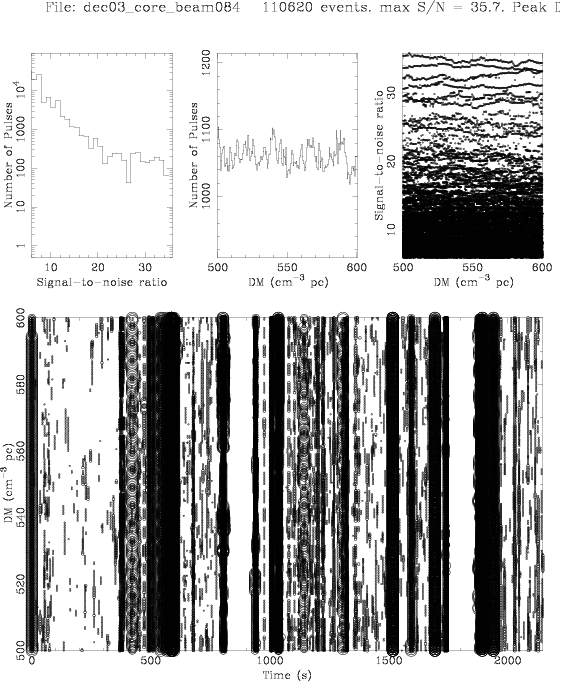 File: dec03_core_beam084 110620 events. max S/N = 35.7. Peak D
Number of Pulses
10⁴
1000
100
10
1
10 20 30
Signal−to−noise ratio
Number of Pulses
1200
1100
1000
500 550 600
DM (cm⁻³ pc)
Signal−to−noise ratio
30
20
10
500 550 600
DM (cm⁻³ pc)
DM (cm⁻³ pc)
600
580
560
540
520
500
0 500 1000 1500 2000
Time (s)